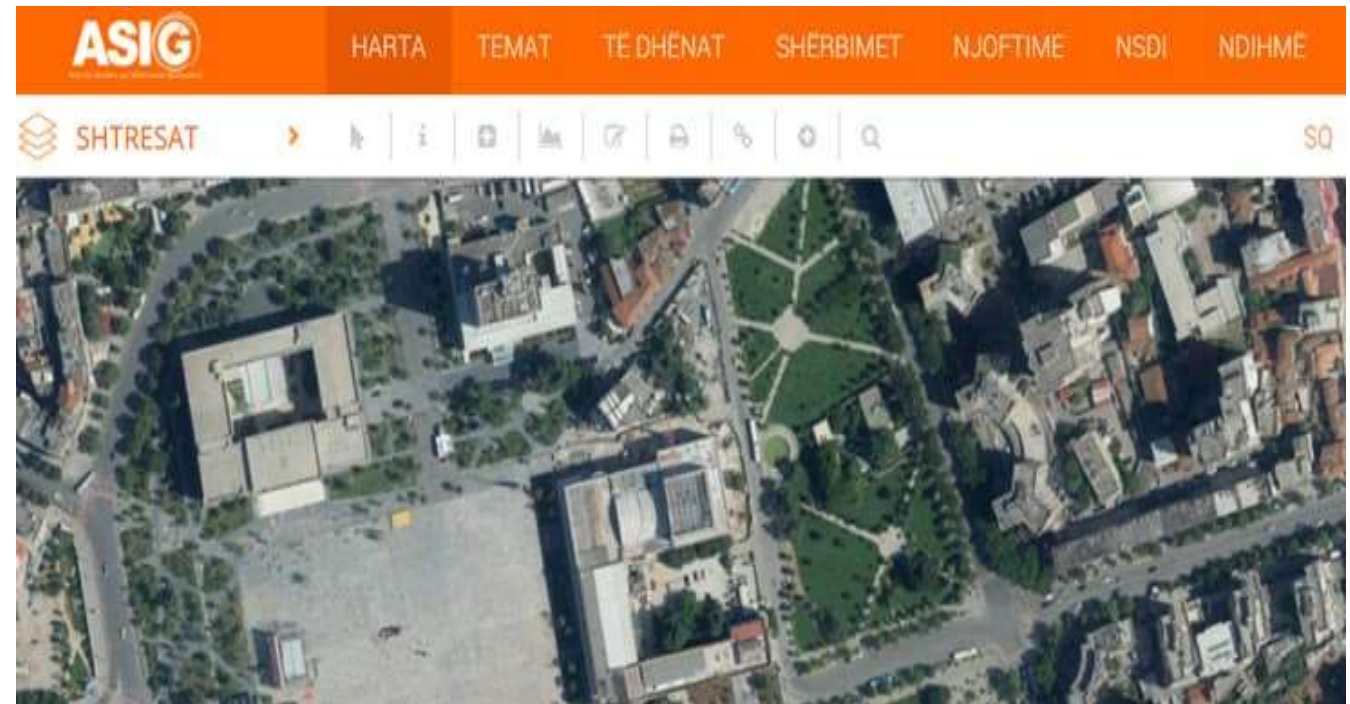 ASIG
HARTA TEMAT TË DHËNAT SHËRBIMET NJOFTIME NSDI NDIHMË
SHTRESAT
SQ